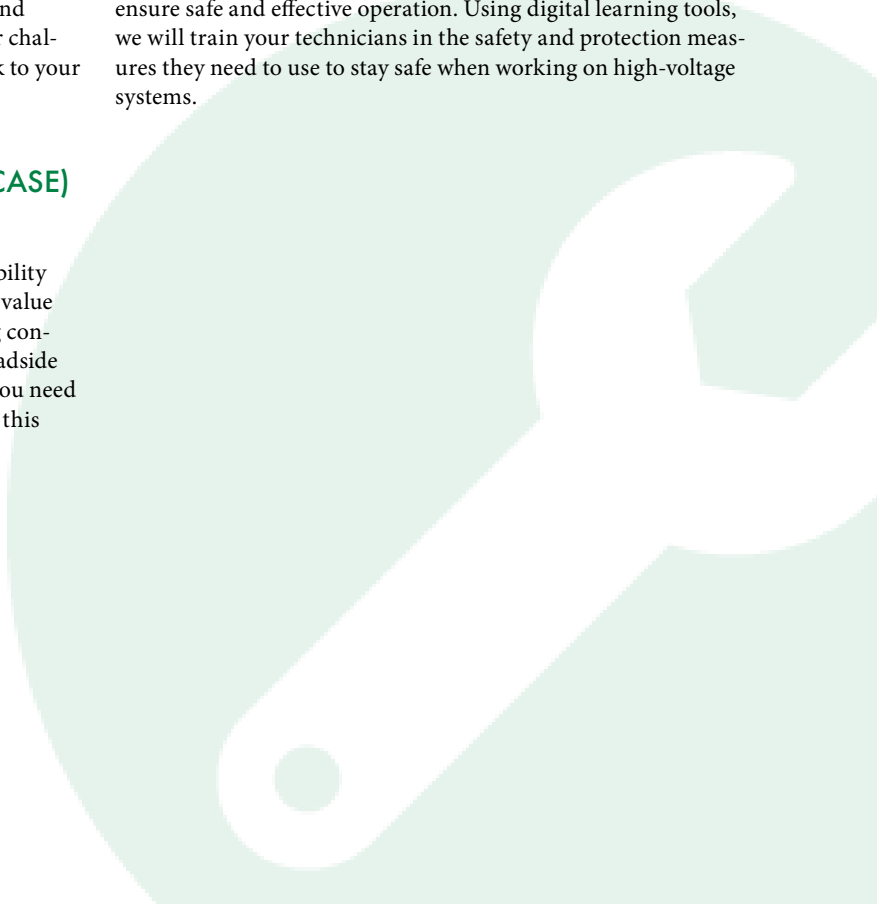 nd
r chal-
k to your
CASE)
bility
value
g con-
adside
ou need
this
ensure safe and effective operation. Using digital learning tools,
we will train your technicians in the safety and protection meas-
ures they need to use to stay safe when working on high-voltage
systems.